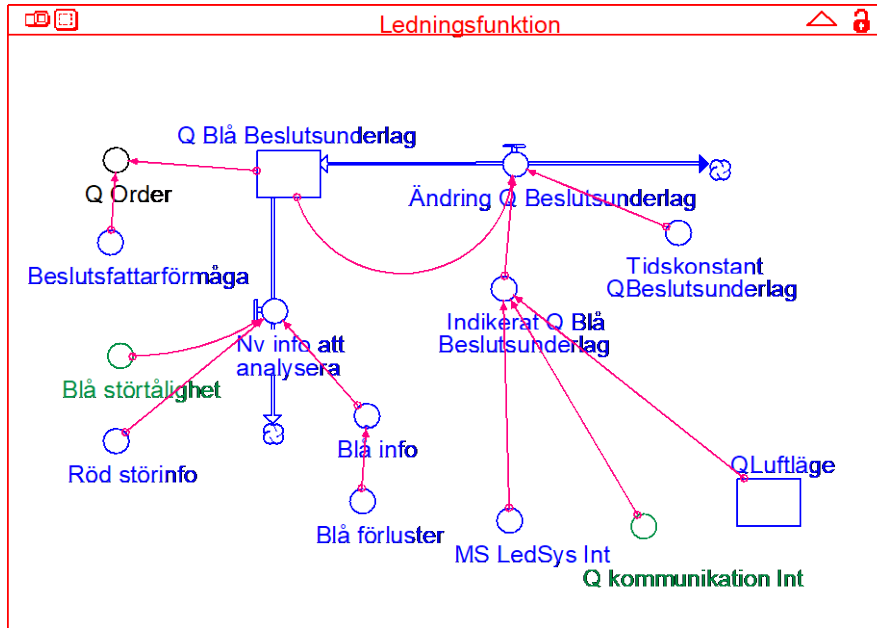 Ledningsfunktion
Q Blå Beslutsunderlag
Q Order
Ändring Q Beslutsunderlag
Beslutsfattarförmåga
Tidskonstant
QBeslutsunderlag
Nv info att
analysera
Indikerat Q Blå
Beslutsunderlag
Blå störtålighet
Blå info
Röd störinfo
QLuftläge
Blå förluster
MS LedSys Int
Q kommunikation Int